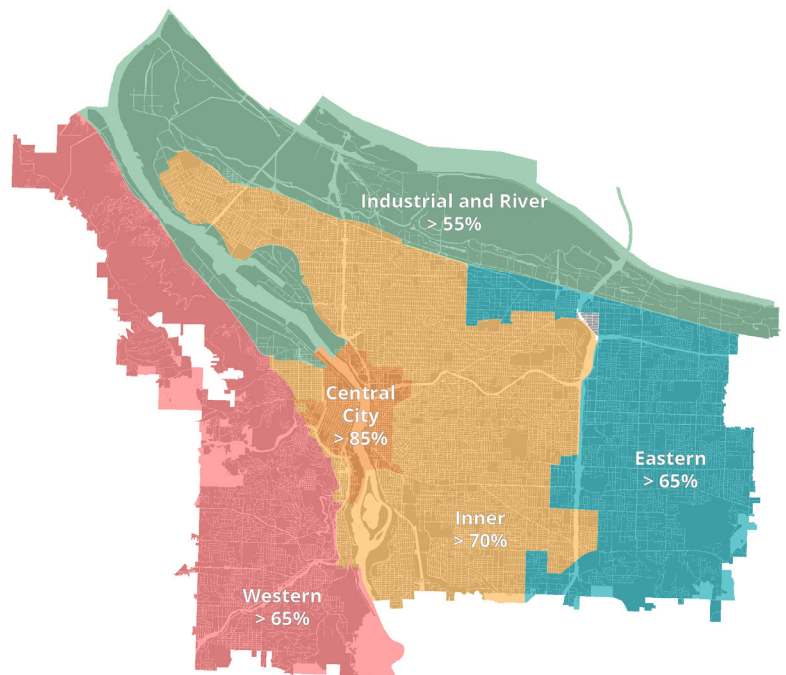 Industrial and River
> 55%
Central
City
> 85%
Eastern
> 65%
Inner
> 70%
Western
> 65%